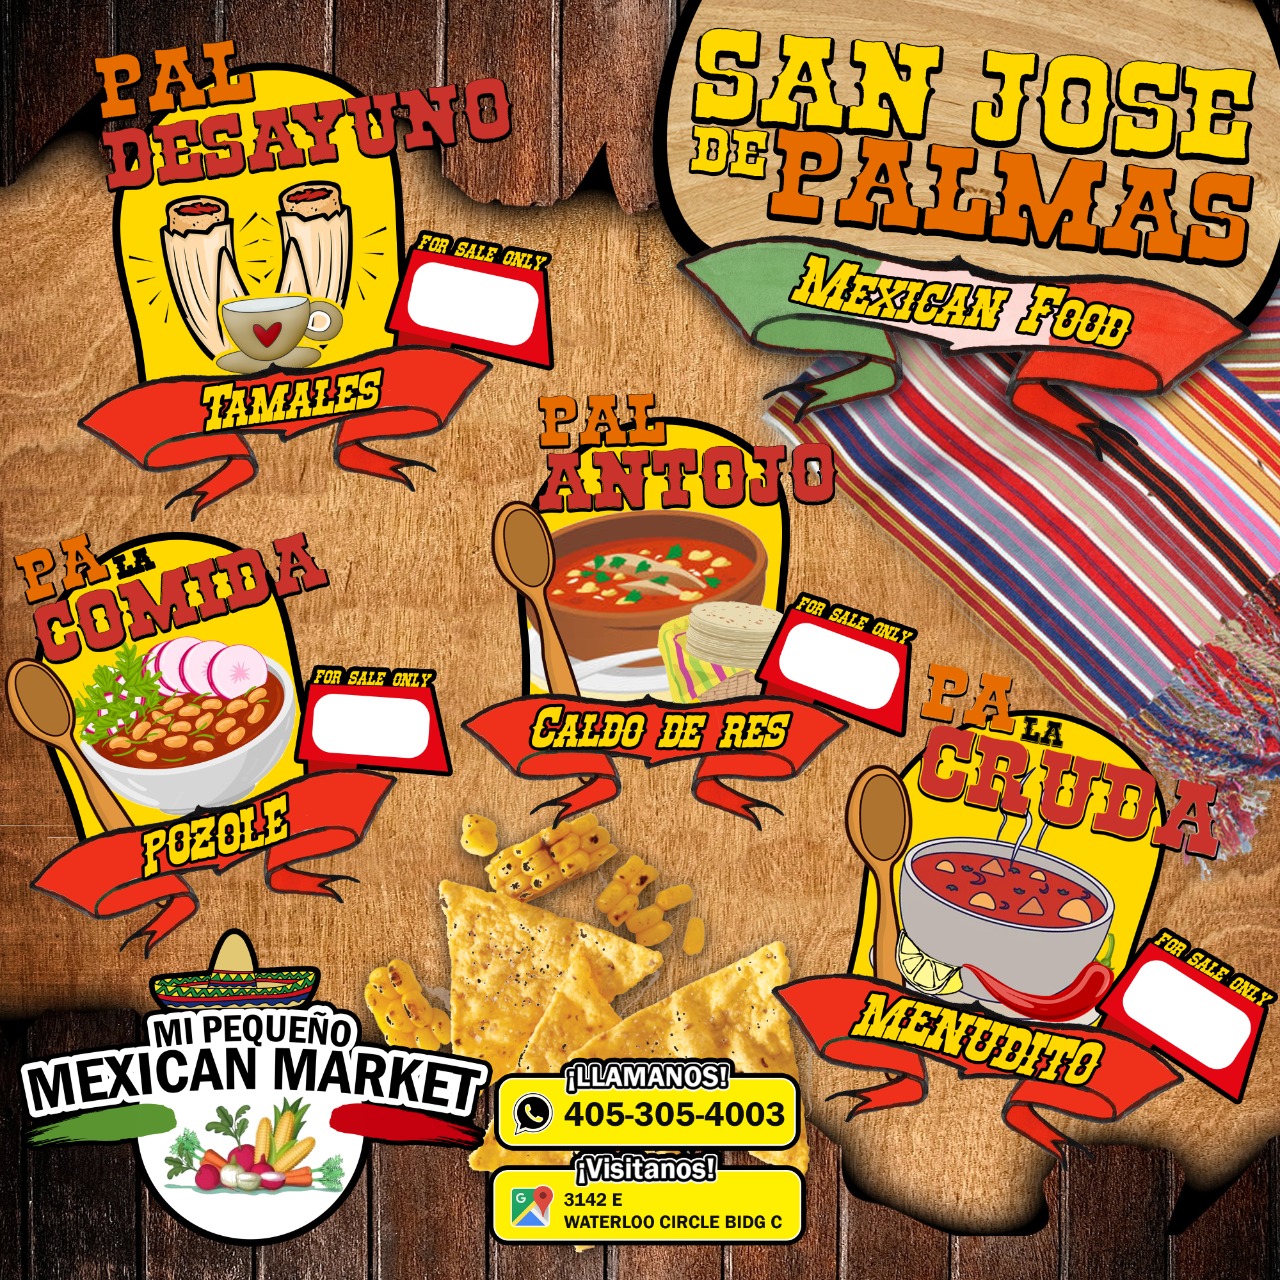 PAL
DESAYUNO
FOR SALE ONLY
TAMALES
SAN JOSE
DE PALMAS
MEXICAN FOOD
PAL
ANTOJO
FOR SALE ONLY
CALDO DE RES
PA LA
COMIDA
FOR SALE ONLY
POZOLE
PA LA
CRUDA
FOR SALE ONLY
MENUDITO
MI PEQUEÑO
MEXICAN MARKET
¡LLAMANOS!
405-305-4003
¡Visitanos!
G
3142 E
WATERLOO CIRCLE BIDG C